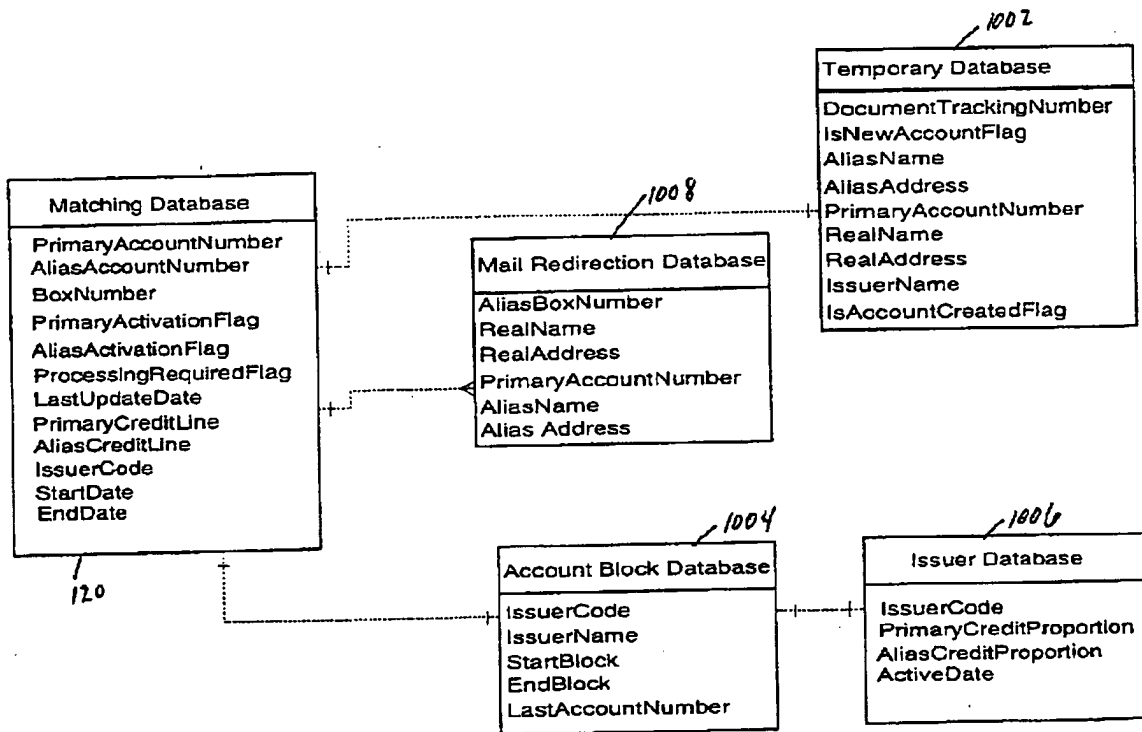 1002
Temporary Database
DocumentTrackingNumber
IsNewAccountFlag
AliasName
AliasAddress
PrimaryAccountNumber
RealName
RealAddress
IssuerName
IsAccountCreatedFlag
Matching Database
PrimaryAccountNumber
AliasAccountNumber
BoxNumber
PrimaryActivationFlag
AliasActivationFlag
ProcessingRequiredFlag
LastUpdateDate
PrimaryCreditLine
AliasCreditLine
IssuerCode
StartDate
EndDate
120
1008
Mail Redirection Database
AliasBoxNumber
RealName
RealAddress
PrimaryAccountNumber
AliasName
Alias Address
1004
Account Block Database
IssuerCode
IssuerName
StartBlock
EndBlock
LastAccountNumber
1006
Issuer Database
IssuerCode
PrimaryCreditProportion
AliasCreditProportion
ActiveDate